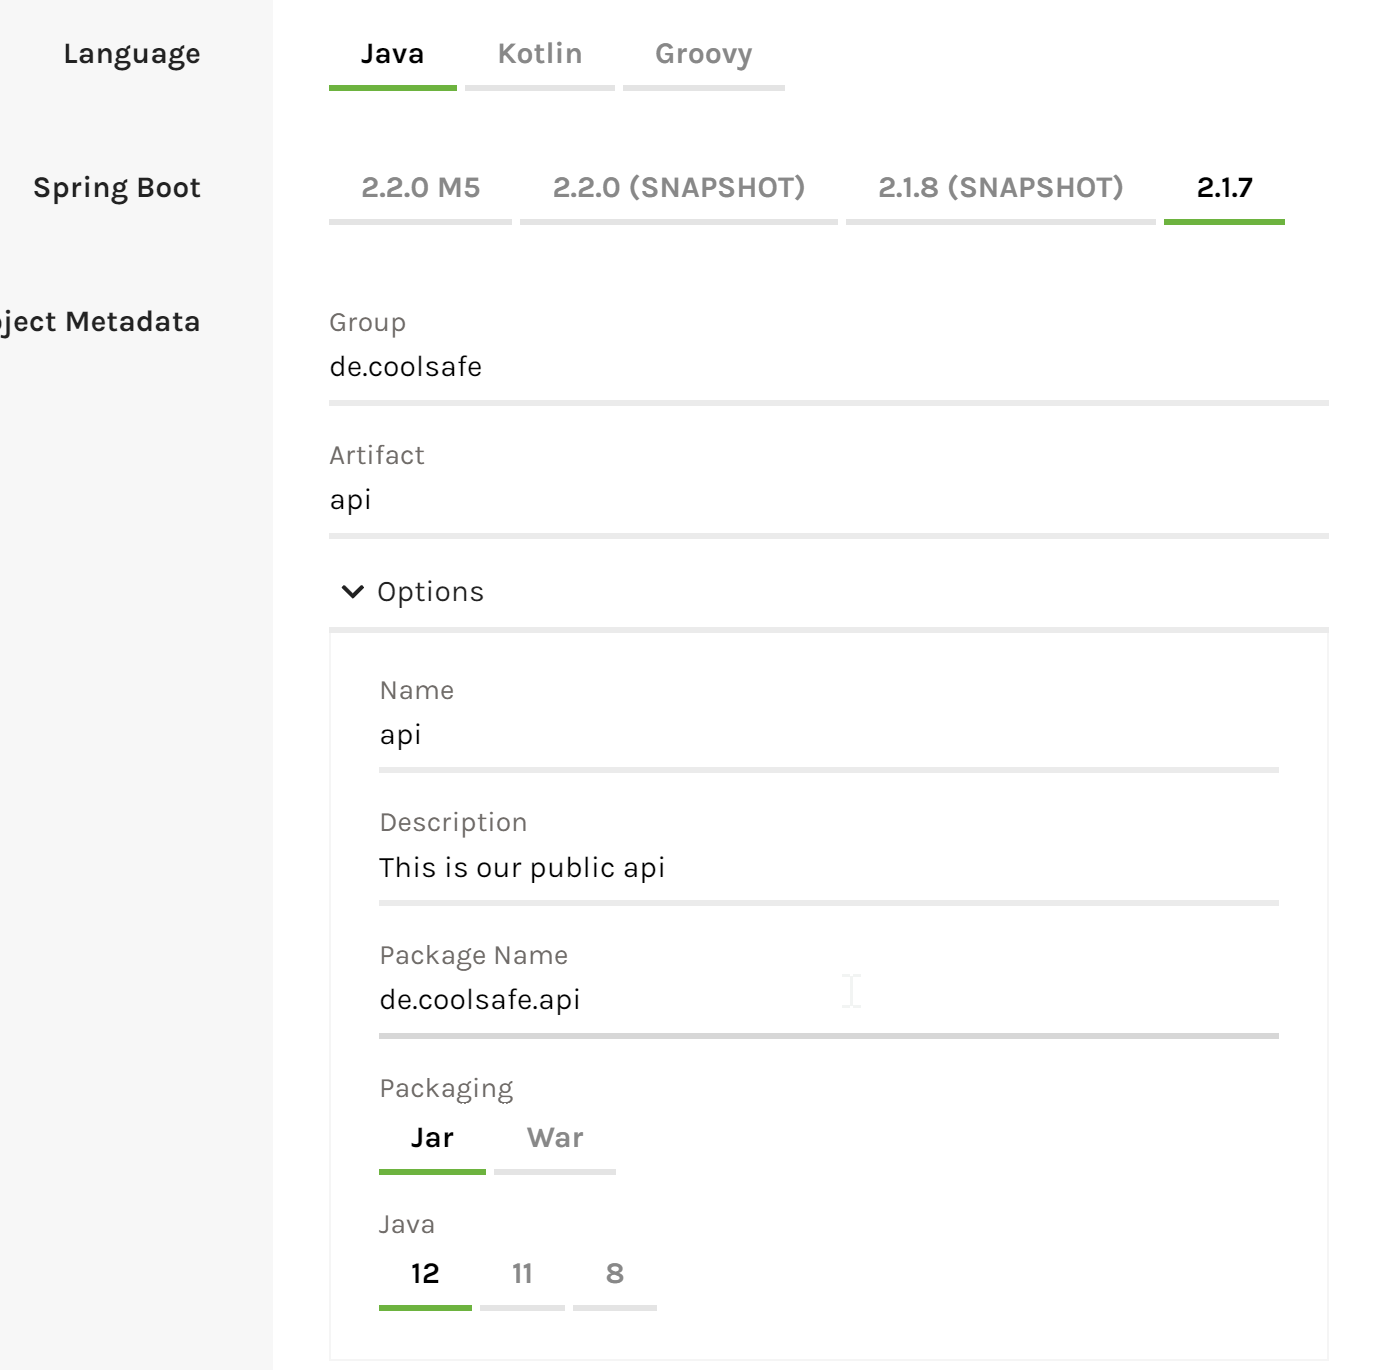 Language
Java Kotlin Groovy
Spring Boot
2.2.0 M5 2.2.0 (SNAPSHOT) 2.1.8 (SNAPSHOT) 2.1.7
ject Metadata
Group
de.coolsafe
Artifact
api
Options
Name
api
Description
This is our public api
Package Name
de.coolsafe.api
Packaging
Jar War
Java
12 11 8